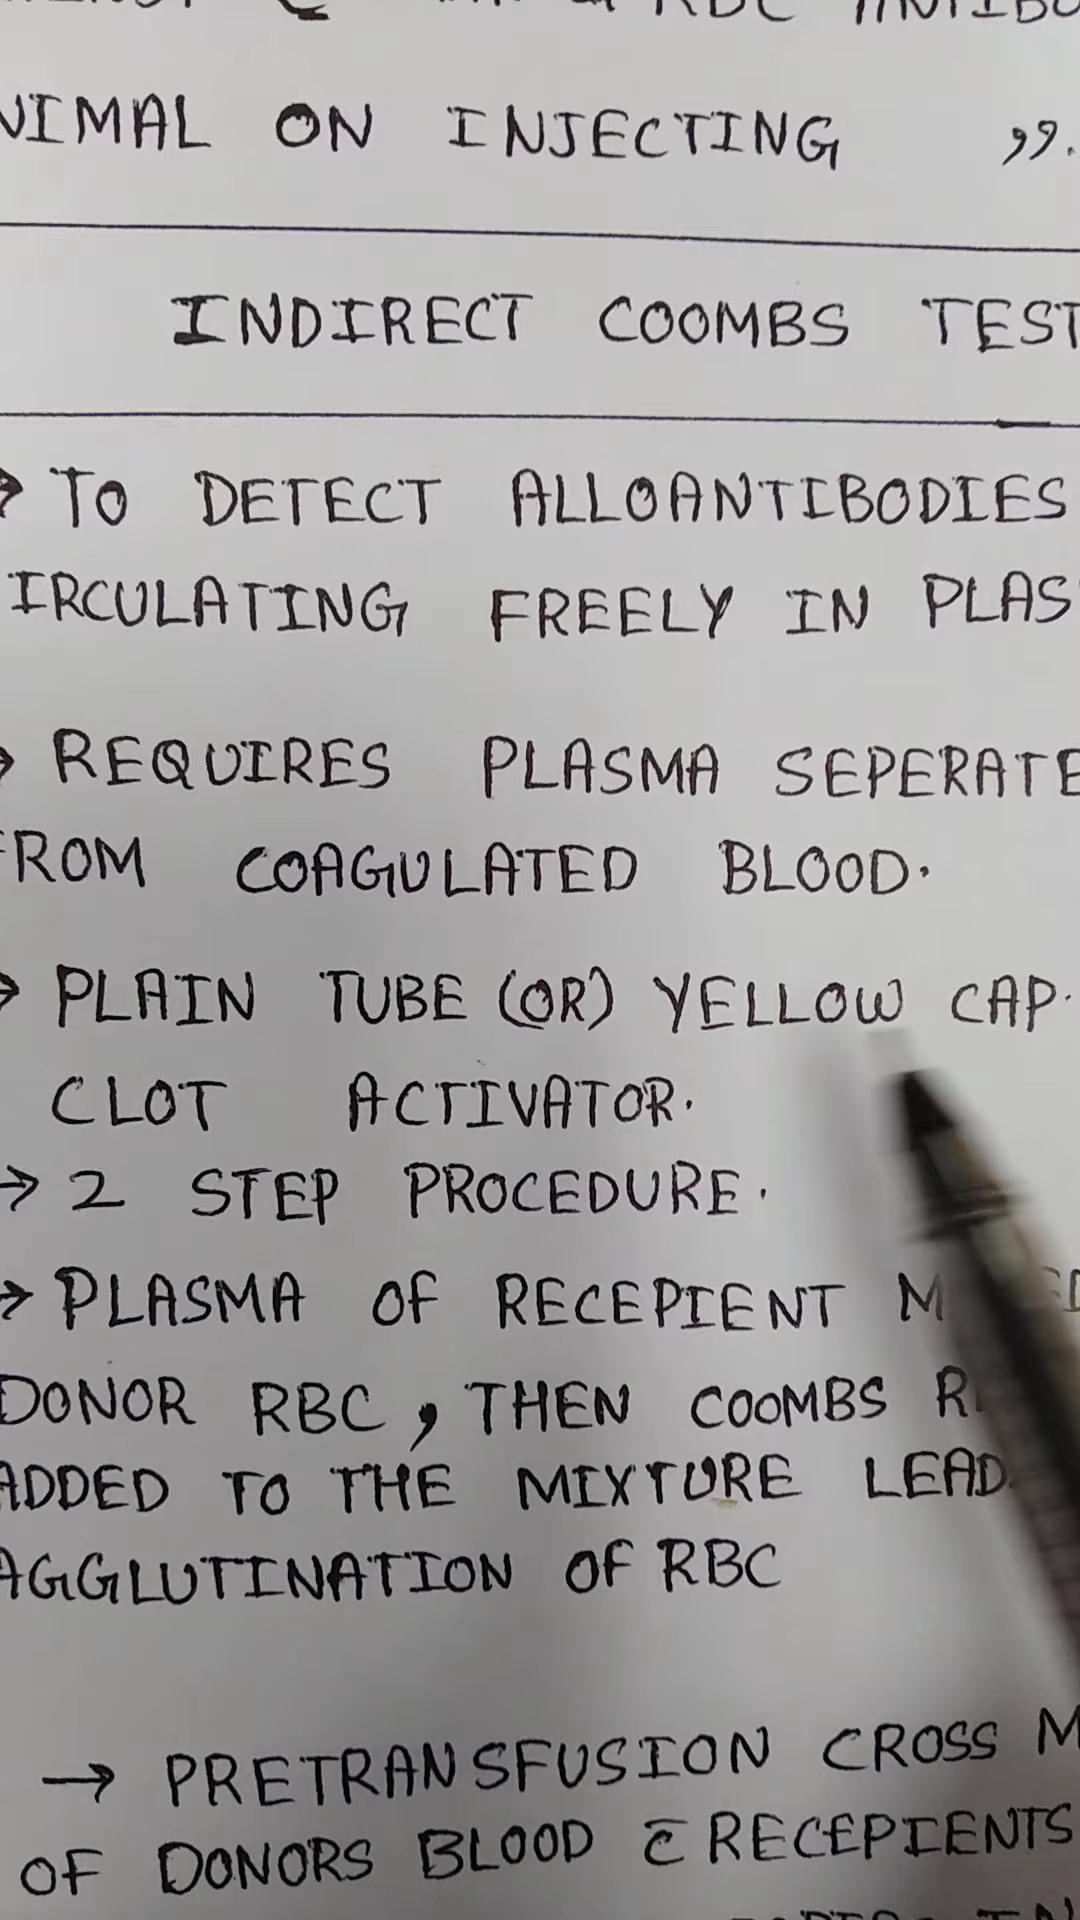 NIMAL ON INJECTING ”.
INDIRECT COOMBS TEST
→ TO DETECT ALLOANTIBODIES
IRCULATING FREELY IN PLAS
→ REQUIRES PLASMA SEPERATE
FROM COAGULATED BLOOD.
→ PLAIN TUBE (OR) YELLOW CAP.
CLOT ACTIVATOR.
→ 2 STEP PROCEDURE.
→ PLASMA OF RECEPIENT
DONOR RBC, THEN COOMBS
ADDED TO THE MIXTURE LEAD
AGGLUTINATION OF RBC
→ PRETRANSFUSION CROSS M
OF DONORS BLOOD c̄ RECEPIENTS